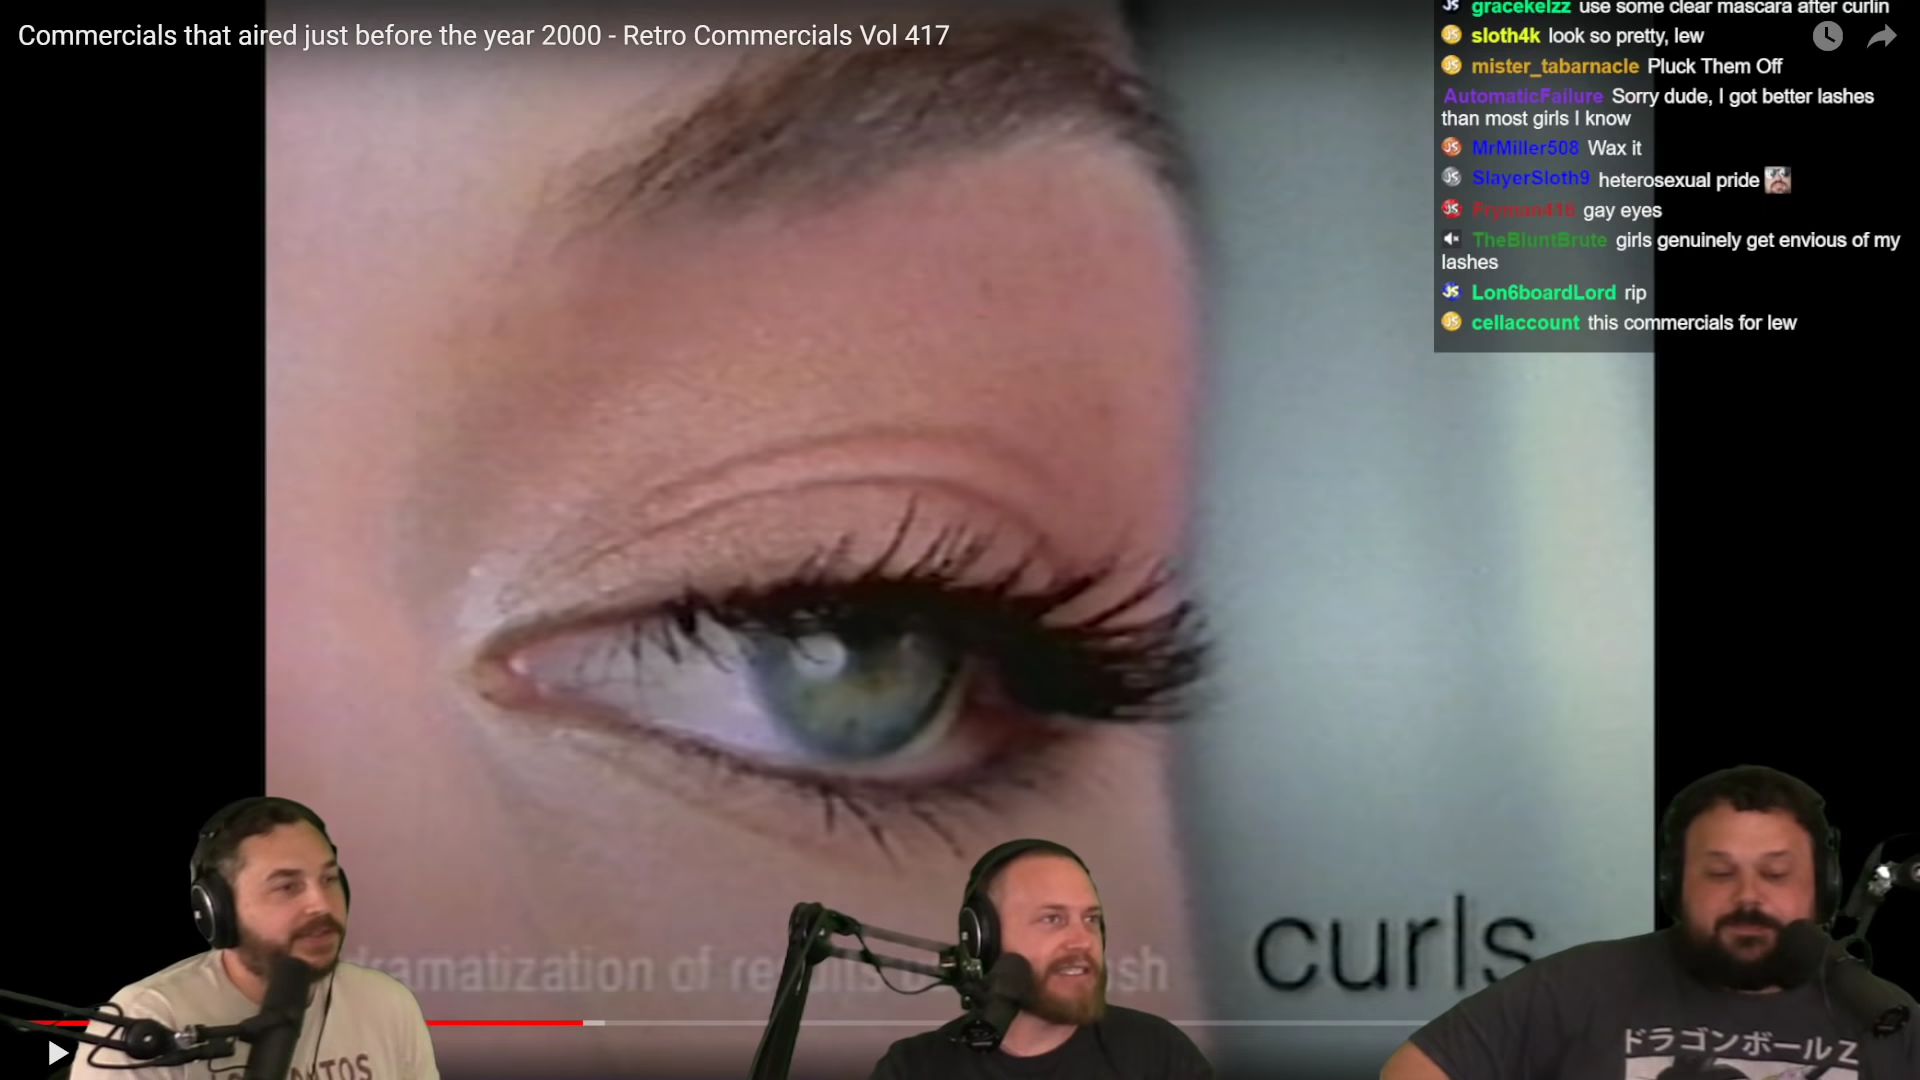 Commercials that aired just before the year 2000 - Retro Commercials Vol 417
gracekelzz use some clear mascara after curlin
sloth4k look so pretty, lew
mister_tabarnacle Pluck Them Off
AutomaticFailure Sorry dude, I got better lashes
than most girls I know
MrMiller508 Wax it
SlayerSloth9 heterosexual pride
Fryman416 gay eyes
TheBluntBrute girls genuinely get envious of my
lashes
Lon6boardLord rip
cellaccount this commercials for lew
curls
dramatization of
ドラゴンボールZ